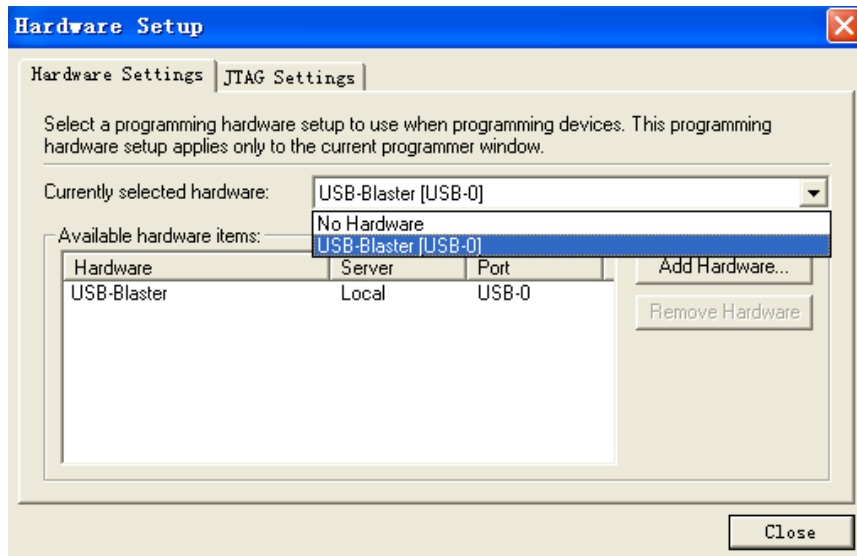 Hardware Setup
Hardware Settings
JTAG Settings
Select a programming hardware setup to use when programming devices. This programming
hardware setup applies only to the current programmer window.
Currently selected hardware:
USB-Blaster [USB-0]
No Hardware
USB-Blaster [USB-0]
Available hardware items:
Hardware Server Port
USB-Blaster Local USB-0
Add Hardware...
Remove Hardware
Close